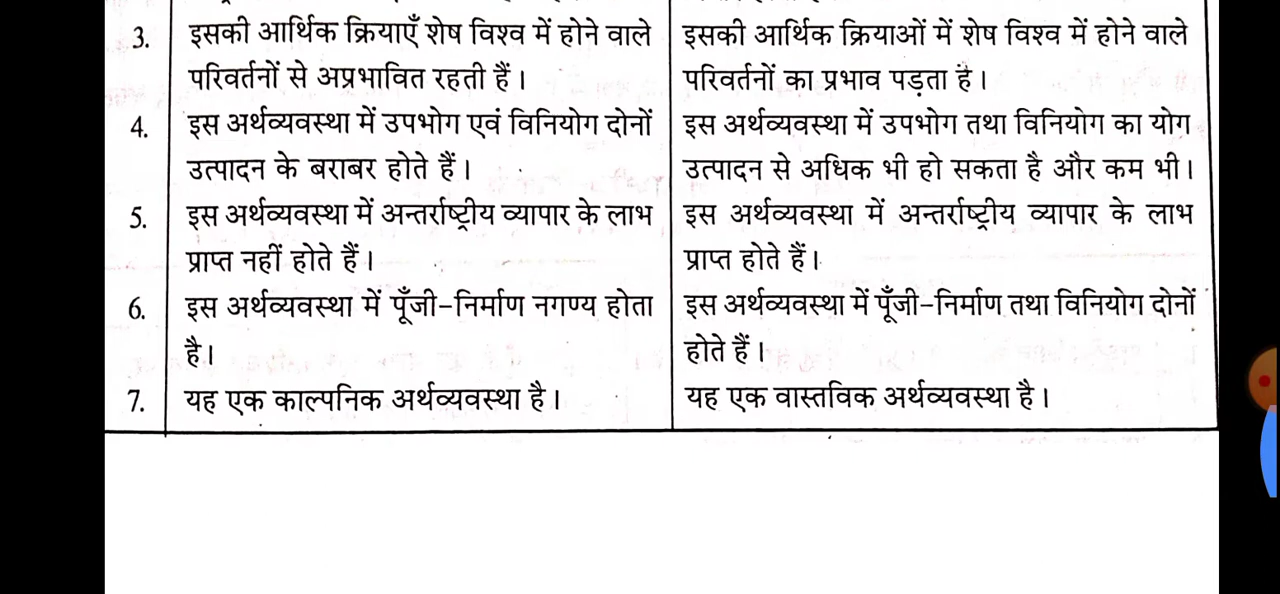 3. इसकी आर्थिक क्रियाएँ शेष विश्व में होने वाले
परिवर्तनों से अप्रभावित रहती हैं।
इसकी आर्थिक क्रियाओं में शेष विश्व में होने वाले
परिवर्तनों का प्रभाव पड़ता है।
4. इस अर्थव्यवस्था में उपभोग एवं विनियोग दोनों
उत्पादन के बराबर होते हैं।
इस अर्थव्यवस्था में उपभोग तथा विनियोग का योग
उत्पादन से अधिक भी हो सकता है और कम भी।
5. इस अर्थव्यवस्था में अन्तर्राष्ट्रीय व्यापार के लाभ
प्राप्त नहीं होते हैं।
इस अर्थव्यवस्था में अन्तर्राष्ट्रीय व्यापार के लाभ
प्राप्त होते हैं।
6. इस अर्थव्यवस्था में पूँजी-निर्माण नगण्य होता
है।
इस अर्थव्यवस्था में पूँजी-निर्माण तथा विनियोग दोनों
होते हैं।
7. यह एक काल्पनिक अर्थव्यवस्था है।
यह एक वास्तविक अर्थव्यवस्था है।